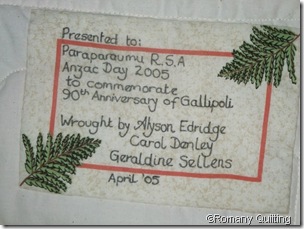 Presented to:
Paraparaumu R.S.A
Anzac Day 2005
to commemorate
90th Anniversary of Gallipoli
Wrought by Alyson Edridge
Carol Denley
Geraldine Sellens
April '05
©Romany Quilting